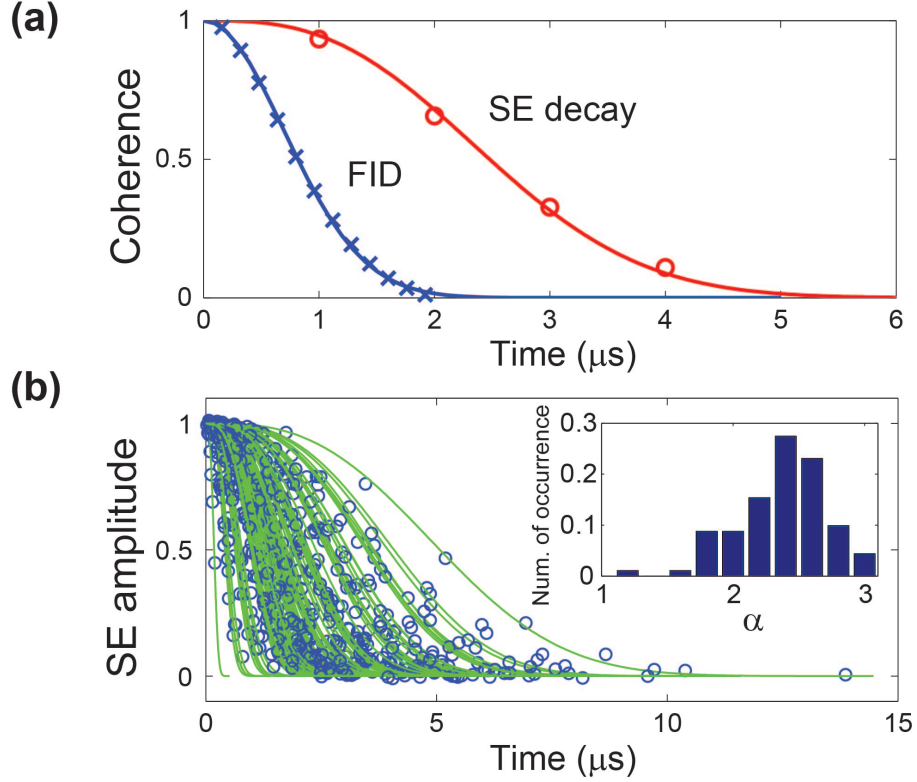 (a)
Coherence
1
0.5
0
SE decay
FID
0 1 2 3 4 5 6
Time (μs)
(b)
SE amplitude
1
0.5
0
0 5 10 15
Time (μs)
Num. of occurrence
0.3
0.2
0.1
0
1 2 3
α